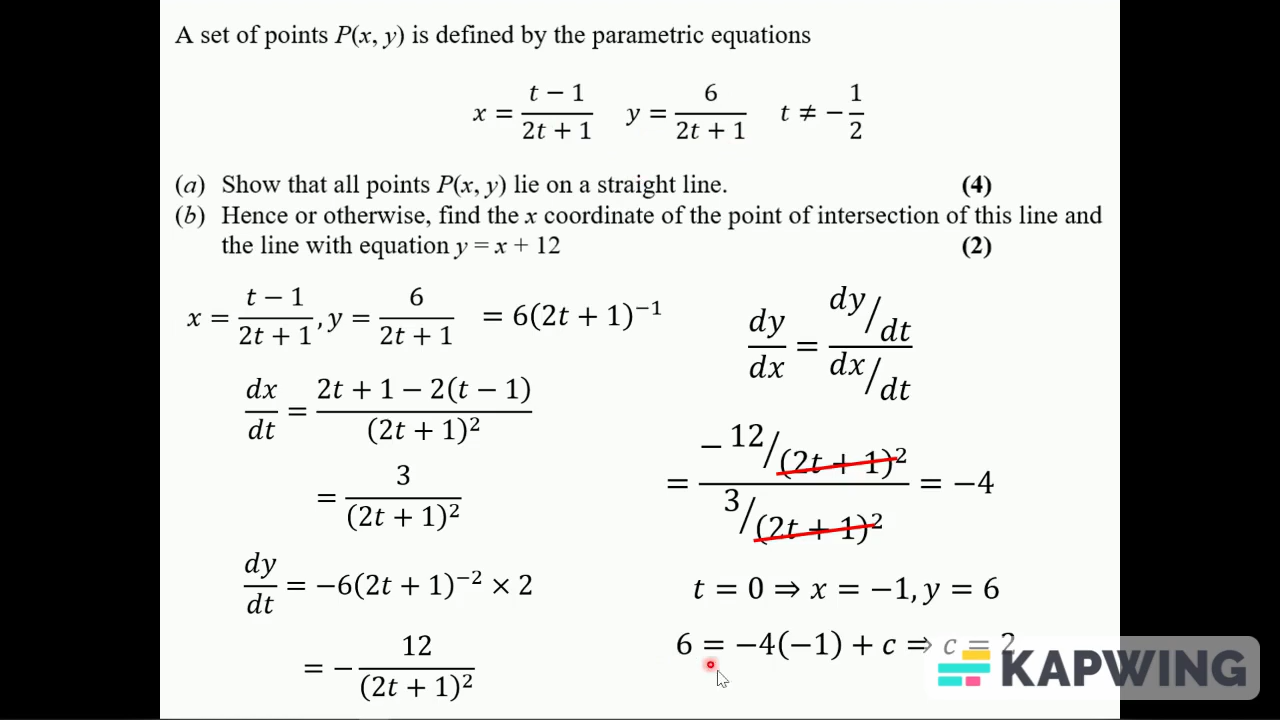 A set of points P(x, y) is defined by the parametric equations
x = (t − 1)/(2t + 1)   y = 6/(2t + 1)   t ≠ −1/2
(a) Show that all points P(x, y) lie on a straight line. (4)
(b) Hence or otherwise, find the x coordinate of the point of intersection of this line and
the line with equation y = x + 12 (2)
x = (t − 1)/(2t + 1), y = 6/(2t + 1) = 6(2t + 1)⁻¹
dx/dt = (2t + 1 − 2(t − 1))/(2t + 1)²
= 3/(2t + 1)²
dy/dt = −6(2t + 1)⁻² × 2
= −12/(2t + 1)²
dy/dx = (dy/dt)/(dx/dt)
= (−12/(2t + 1)²)/(3/(2t + 1)²) = −4
t = 0 ⇒ x = −1, y = 6
6 = −4(−1) + c ⇒ c = 2
KAPWING